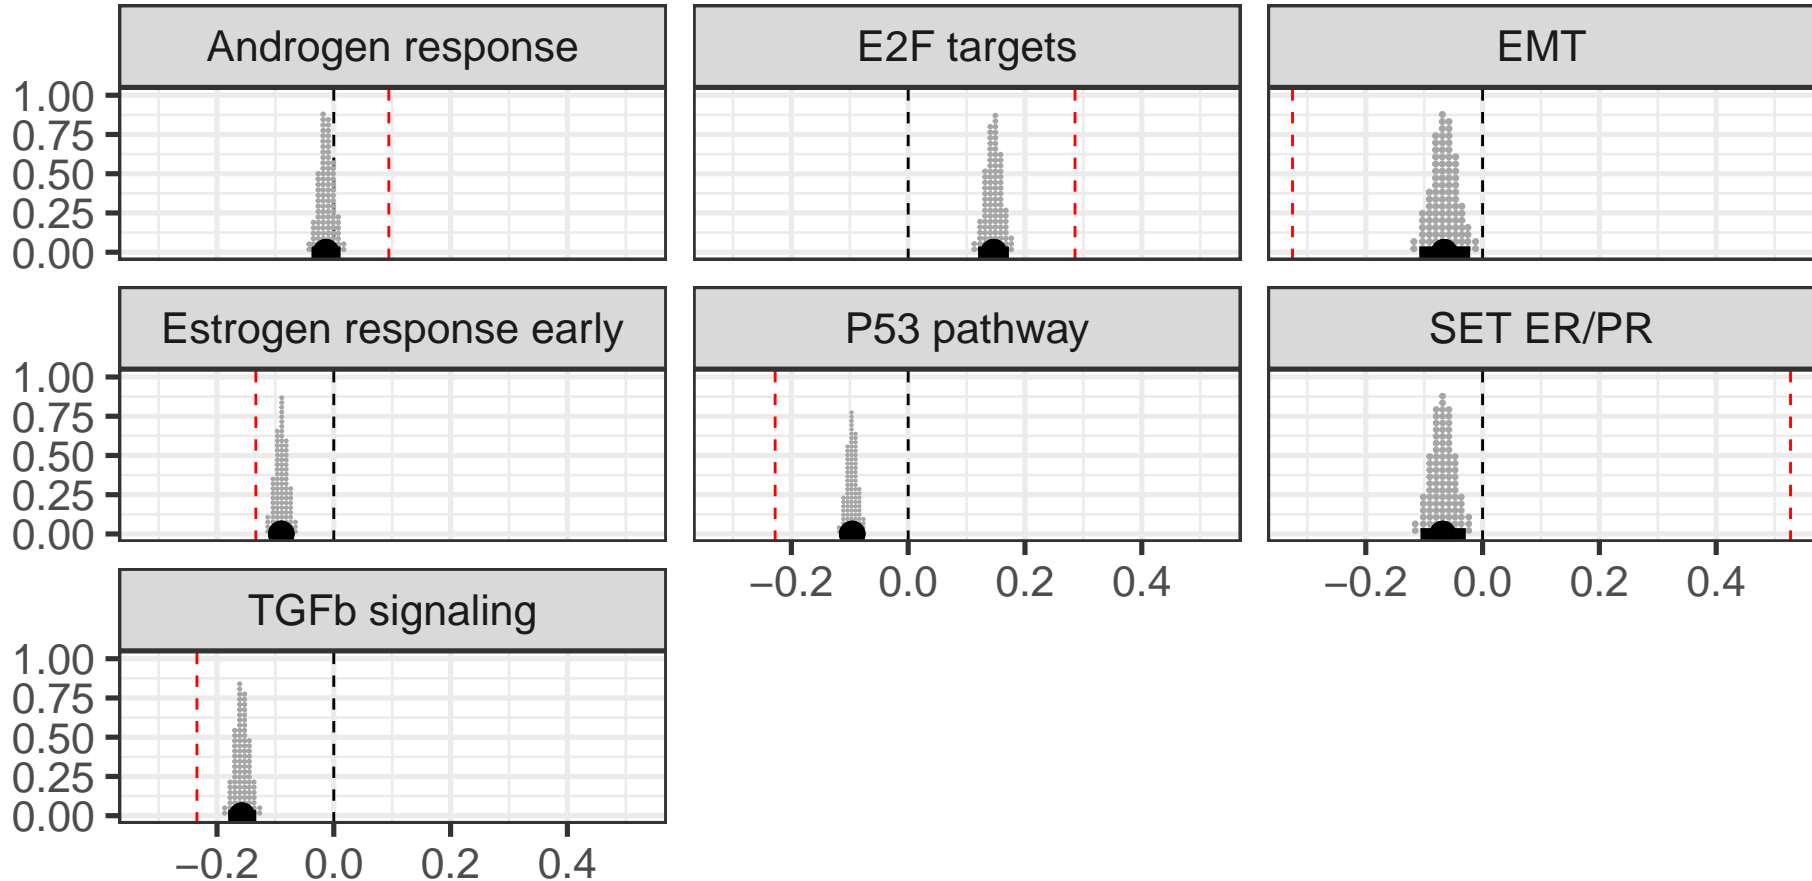 Androgen response
E2F targets
EMT
1.00
0.75
0.50
0.25
0.00
Estrogen response early
P53 pathway
SET ER/PR
1.00
0.75
0.50
0.25
0.00
−0.2 0.0 0.2 0.4
−0.2 0.0 0.2 0.4
TGFb signaling
1.00
0.75
0.50
0.25
0.00
−0.2 0.0 0.2 0.4